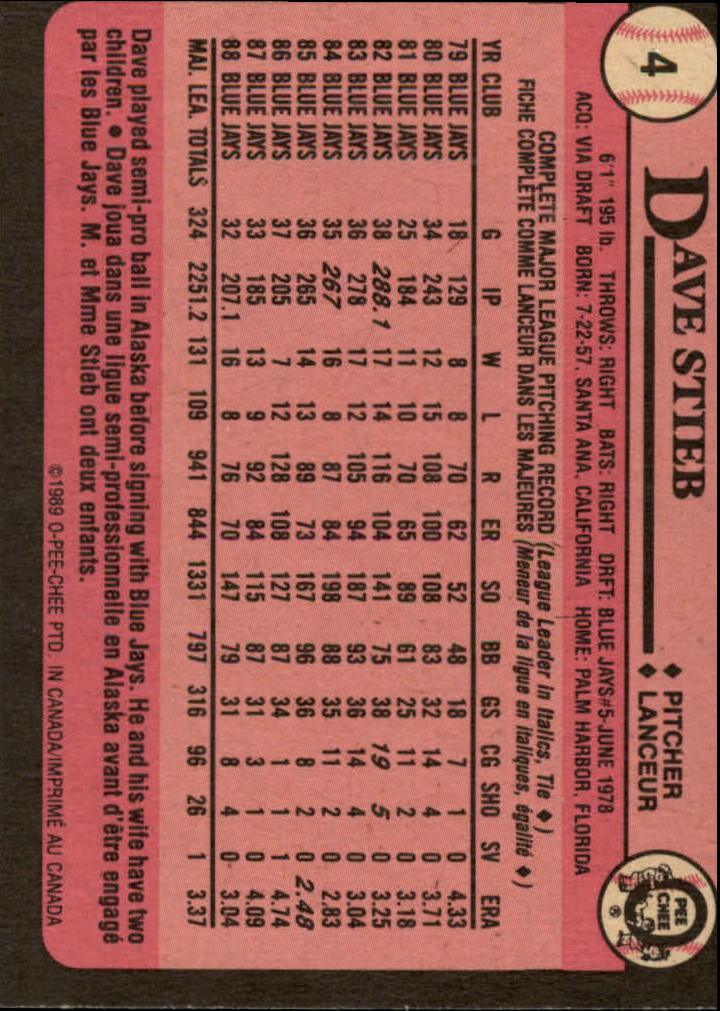 4
DAVE STIEB
♦ PITCHER
♦ LANCEUR
O PEE CHEE ®
6'1" 195 lb. THROWS: RIGHT BATS: RIGHT DRFT: BLUE JAYS #5-JUNE 1978
ACQ: VIA DRAFT BORN: 7-22-57, SANTA ANA, CALIFORNIA HOME: PALM HARBOR, FLORIDA
COMPLETE MAJOR LEAGUE PITCHING RECORD (League Leader in Italics, Tie ♦)
FICHE COMPLÈTE COMME LANCEUR DANS LES MAJEURES (Meneur de la ligue en italiques, égalité ♦)
YR CLUB G IP W L R ER SO BB GS CG SHO SV ERA
79 BLUE JAYS 18 129 8 8 70 62 52 48 18 7 1 0 4.33
80 BLUE JAYS 34 243 12 15 108 100 108 83 32 14 4 0 3.71
81 BLUE JAYS 25 184 11 10 70 65 89 61 25 11 2 0 3.18
82 BLUE JAYS 38 288.1 17 14 116 104 141 75 38 19 5 0 3.25
83 BLUE JAYS 36 278 17 12 105 94 187 93 36 14 4 0 3.04
84 BLUE JAYS 35 267 16 8 87 84 198 88 35 11 2 0 2.83
85 BLUE JAYS 36 265 14 13 89 73 167 96 36 8 2 0 2.48
86 BLUE JAYS 37 205 7 12 128 108 127 87 34 1 1 1 4.74
87 BLUE JAYS 33 185 13 9 92 84 115 87 31 3 1 0 4.09
88 BLUE JAYS 32 207.1 16 8 76 70 147 79 31 8 4 0 3.04
MAJ. LEA. TOTALS 324 2251.2 131 109 941 844 1331 797 316 96 26 1 3.37
Dave played semi-pro ball in Alaska before signing with Blue Jays. He and his wife have two
children. ● Dave joua dans une ligue semi-professionnelle en Alaska avant d'être engagé
par les Blue Jays. M. et Mme Stieb ont deux enfants.
©1989 O-PEE-CHEE PTD. IN CANADA/IMPRIMÉ AU CANADA